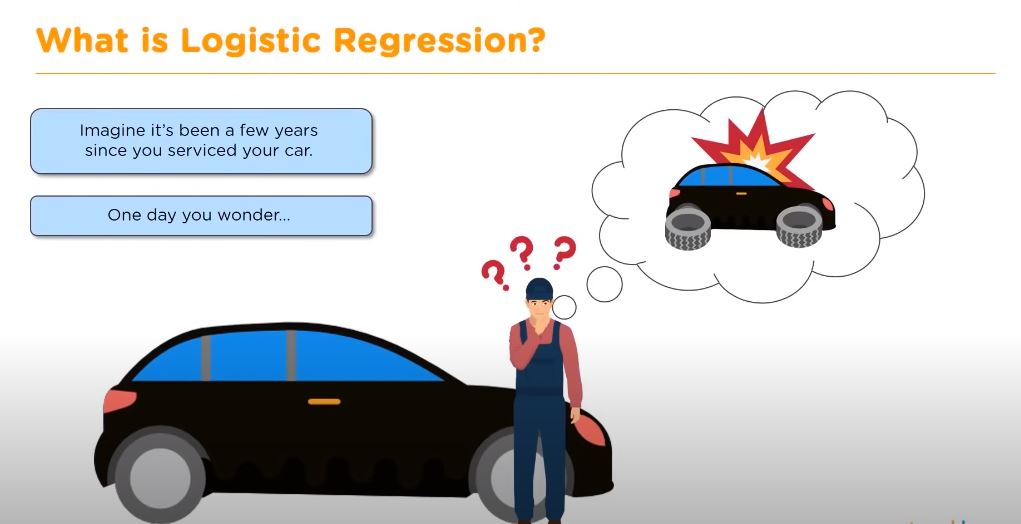 What is Logistic Regression?
Imagine it's been a few years
since you serviced your car.
One day you wonder...
? ? ?